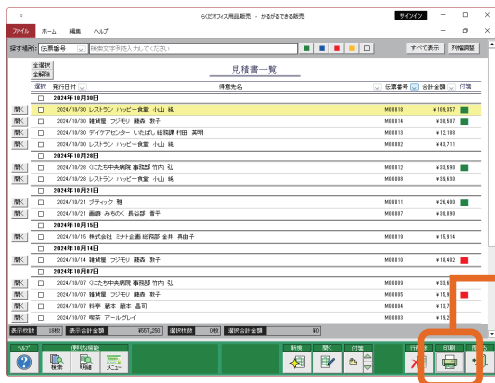 らくだオフィス用品販売 - かるがるできる販売
サインイン
ファイル ホーム 編集 ヘルプ
探す場所: 伝票番号 検索文字列を入力してください すべて表示 列幅調整
全選択
全解除
見積書一覧
選択 発行日付 得意先名 伝票番号 合計金額 付箋
2024年10月30日
開く 2024/10/30 レストラン ハッピー食堂 小山 純 M00018 ¥109,357
開く 2024/10/30 雑貨屋 フジモリ 藤森 敦子 M00014 ¥30,507
開く 2024/10/30 デイケアセンター いたばし 総務課 村田 英明 M00013 ¥12,188
開く 2024/10/30 レストラン ハッピー食堂 小山 純 M00002 ¥43,711
2024年10月28日
開く 2024/10/28 くにたち中央病院 事務部 竹内 弘 M00012 ¥33,690
開く 2024/10/28 レストラン ハッピー食堂 小山 純 M00008 ¥35,630
2024年10月21日
開く 2024/10/21 ブティック 翔 M00011 ¥26,400
開く 2024/10/21 画廊 みちのく 長谷部 晋平 M00007 ¥30,800
2024年10月15日
開く 2024/10/15 株式会社 ミナト企画 総務部 金井 真由子 M00019 ¥15,914
2024年10月14日
開く 2024/10/14 雑貨屋 フジモリ 藤森 敦子 M00010 ¥16,482
2024年10月07日
開く 2024/10/07 くにたち中央病院 事務部 竹内 弘 M00009
開く 2024/10/07 雑貨屋 フジモリ 藤森 敦子 M00005
開く 2024/10/07 料亭 蔵本 蔵本 昌司 M00004
開く 2024/10/07 喫茶 アールグレイ M00003
表示枚数 18枚 表示合計金額 ¥557,250 選択枚数 0枚 選択合計金額 ¥0
ヘルプ 便利な機能 新規 開く 付箋 印刷
検索 明細 メニュー